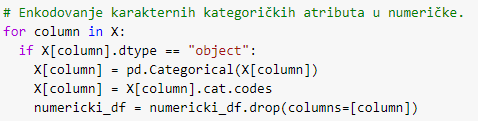 # Enkodovanje karakternih kategoričkih atributa u numeričke.
for column in X:
  if X[column].dtype == "object":
    X[column] = pd.Categorical(X[column])
    X[column] = X[column].cat.codes
    numericki_df = numericki_df.drop(columns=[column])